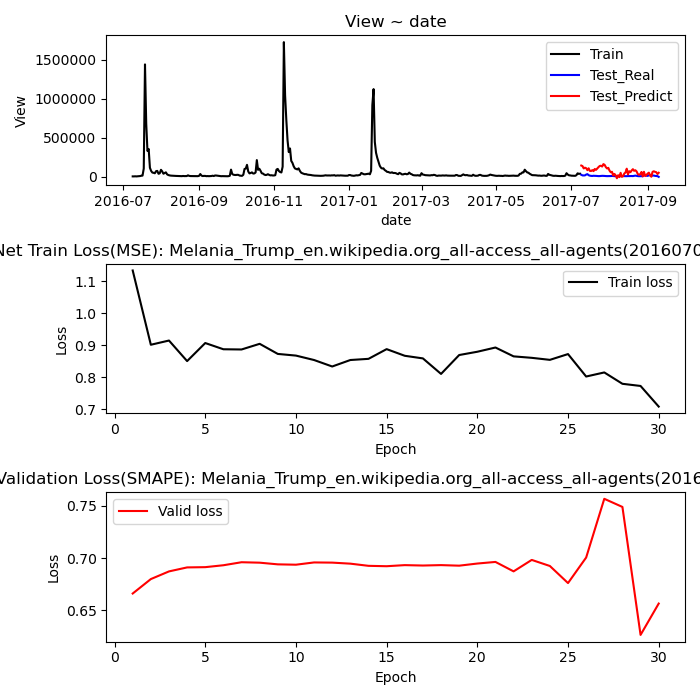 View ~ date
1500000
1000000
500000
0
View
Train
Test_Real
Test_Predict
2016-07 2016-09 2016-11 2017-01 2017-03 2017-05 2017-07 2017-09
date
Net Train Loss(MSE): Melania_Trump_en.wikipedia.org_all-access_all-agents(2016070
1.1
1.0
0.9
0.8
0.7
Loss
Train loss
0 5 10 15 20 25 30
Epoch
Validation Loss(SMAPE): Melania_Trump_en.wikipedia.org_all-access_all-agents(2016
0.75
0.70
0.65
Loss
Valid loss
0 5 10 15 20 25 30
Epoch